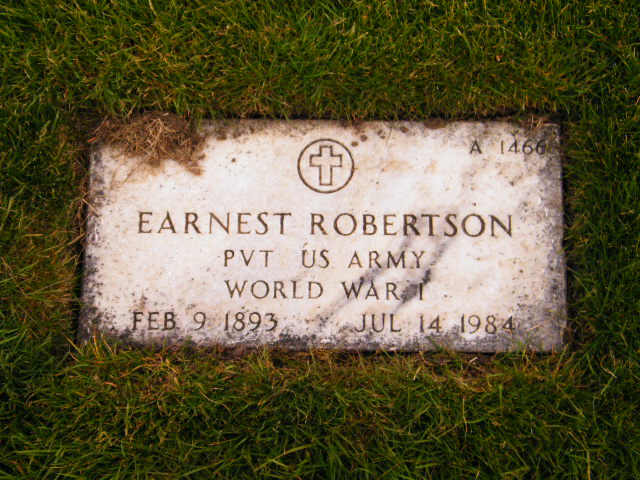 A 1466
EARNEST ROBERTSON
PVT US ARMY
WORLD WAR I
FEB 9 1893 JUL 14 1984